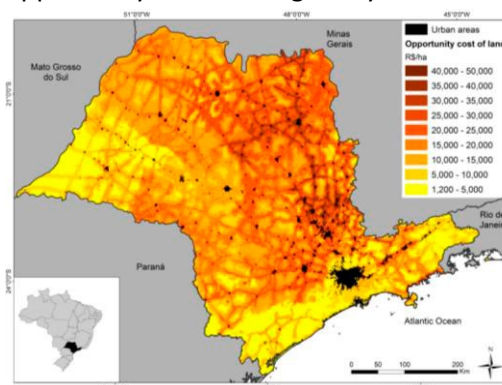 51°0'0"W
48°0'0"W
45°0'0"W
Minas
Gerais
Urban areas
Opportunity cost of land
R$/ha
40,000 - 50,000
35,000 - 40,000
30,000 - 35,000
25,000 - 30,000
20,000 - 25,000
15,000 - 20,000
10,000 - 15,000
5,000 - 10,000
1,200 - 5,000
Mato Grosso
do Sul
21°0'0"S
Rio de
Janeiro
Paraná
24°0'0"S
Atlantic Ocean
N
0 50 100 200
Km